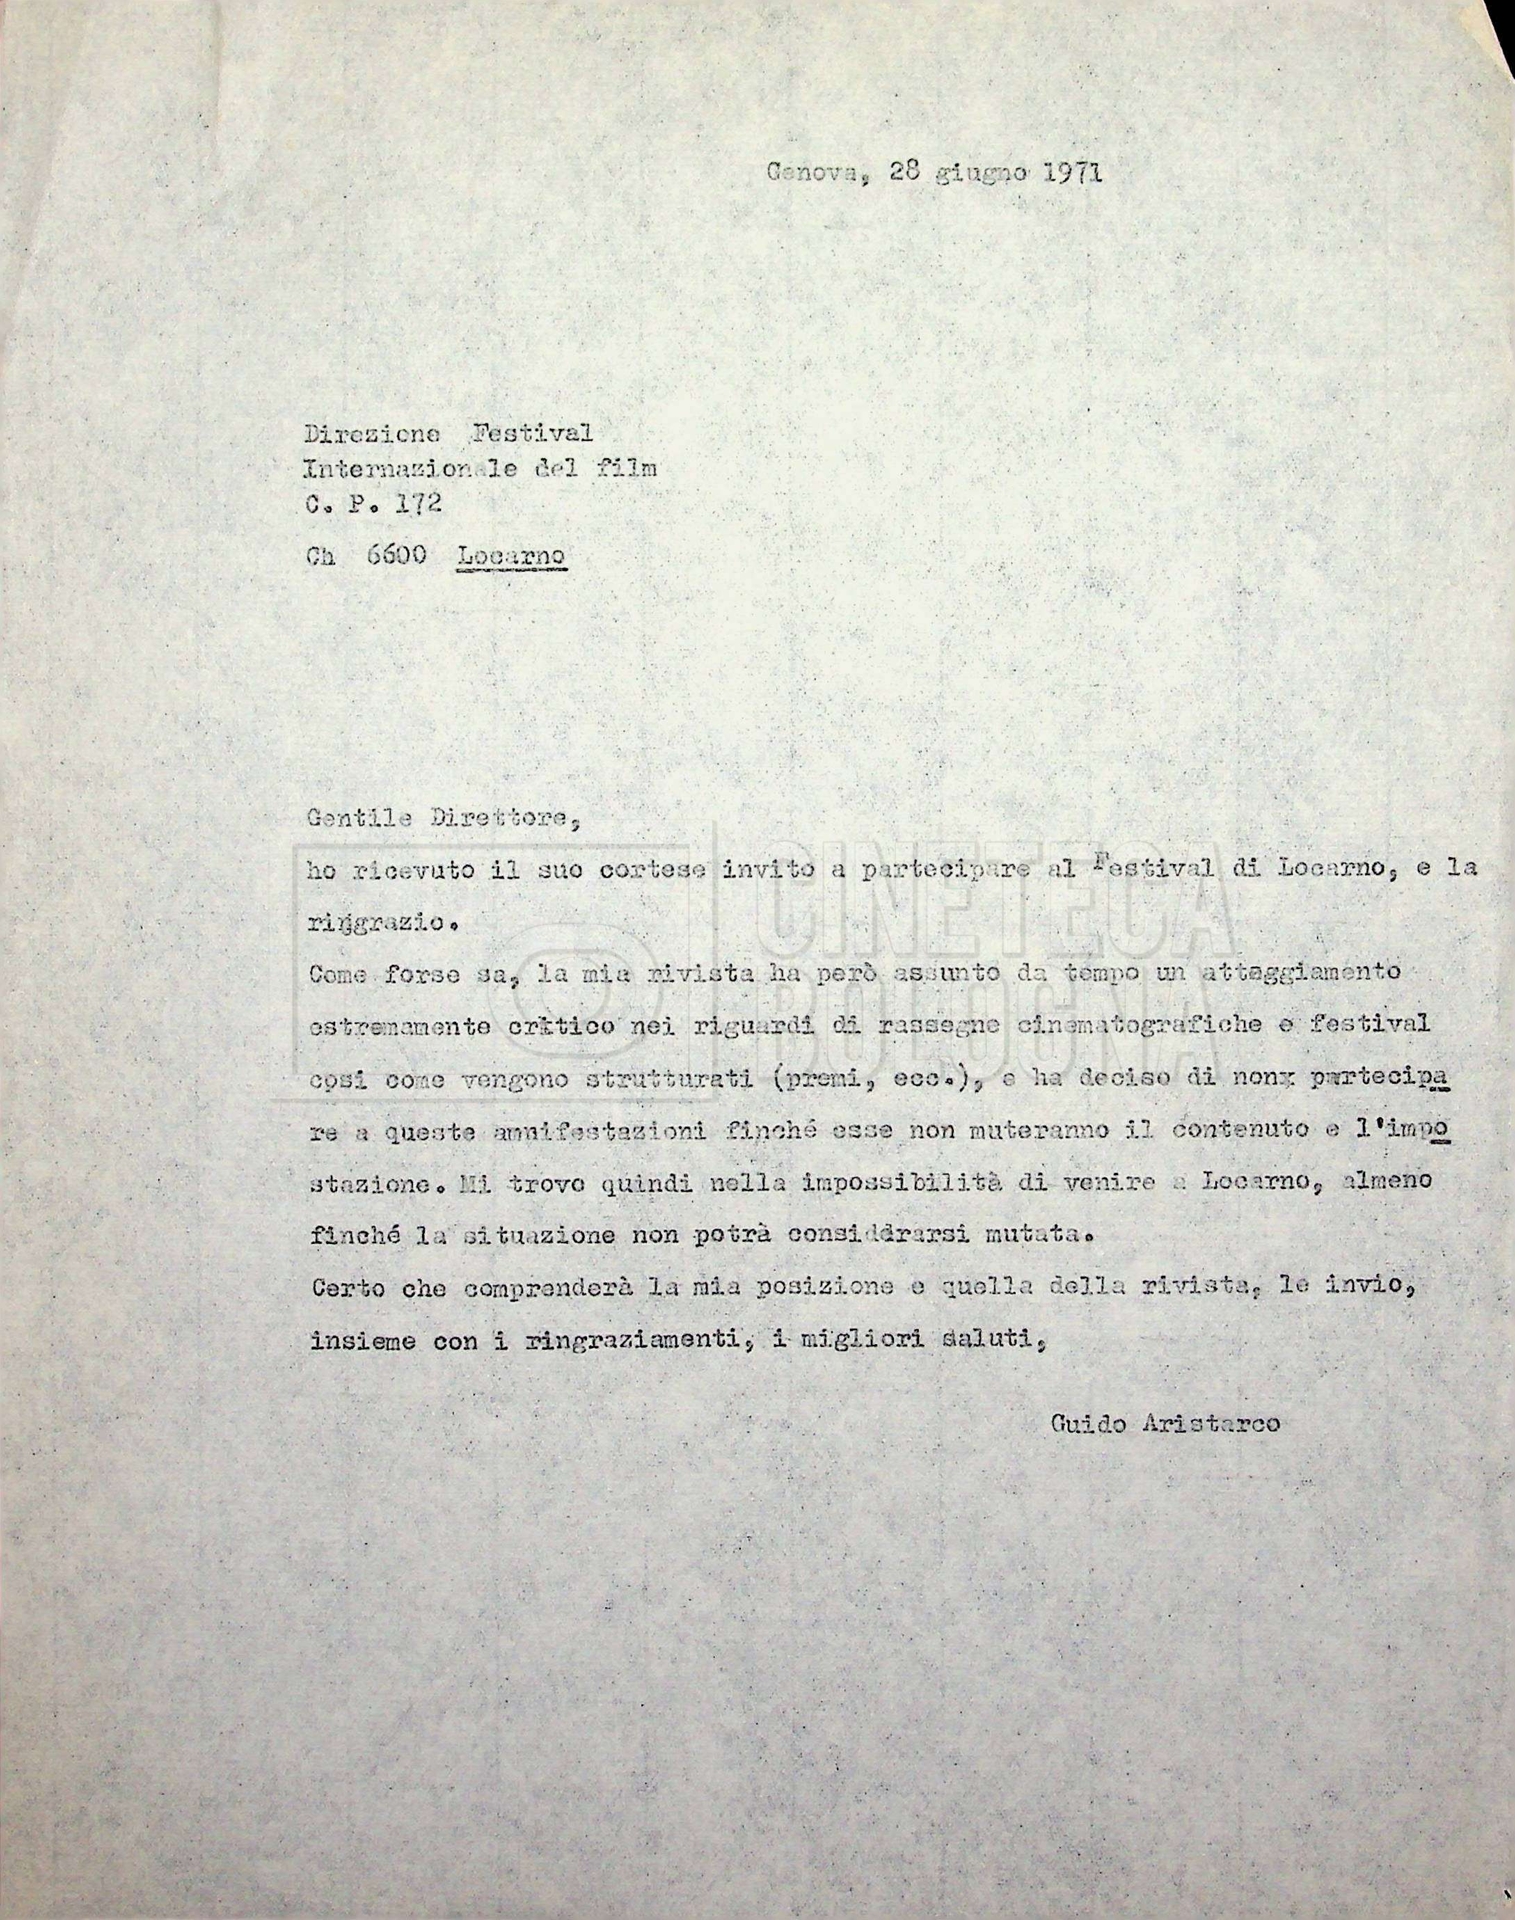 Genova, 28 giugno 1971
Direzione Festival
Internazionale del film
C. P. 172
Ch 6600 Locarno
Gentile Direttore,
ho ricevuto il suo cortese invito a partecipare al Festival di Locarno, e la
ringrazio.
Come forse sa, la mia rivista ha però assunto da tempo un atteggiamento
estremamente critico nei riguardi di rassegne cinematografiche e festival
così come vengono strutturati (premi, ecc.), e ha deciso di nonx partecipa
re a queste amnifestazioni finché esse non muteranno il contenuto e l'impo
stazione. Mi trovo quindi nella impossibilità di venire a Locarno, almeno
finché la situazione non potrà considdrarsi mutata.
Certo che comprenderà la mia posizione e quella della rivista, le invio,
insieme con i ringraziamenti, i migliori saluti,
Guido Aristarco
CINETECA
BOLOGNA